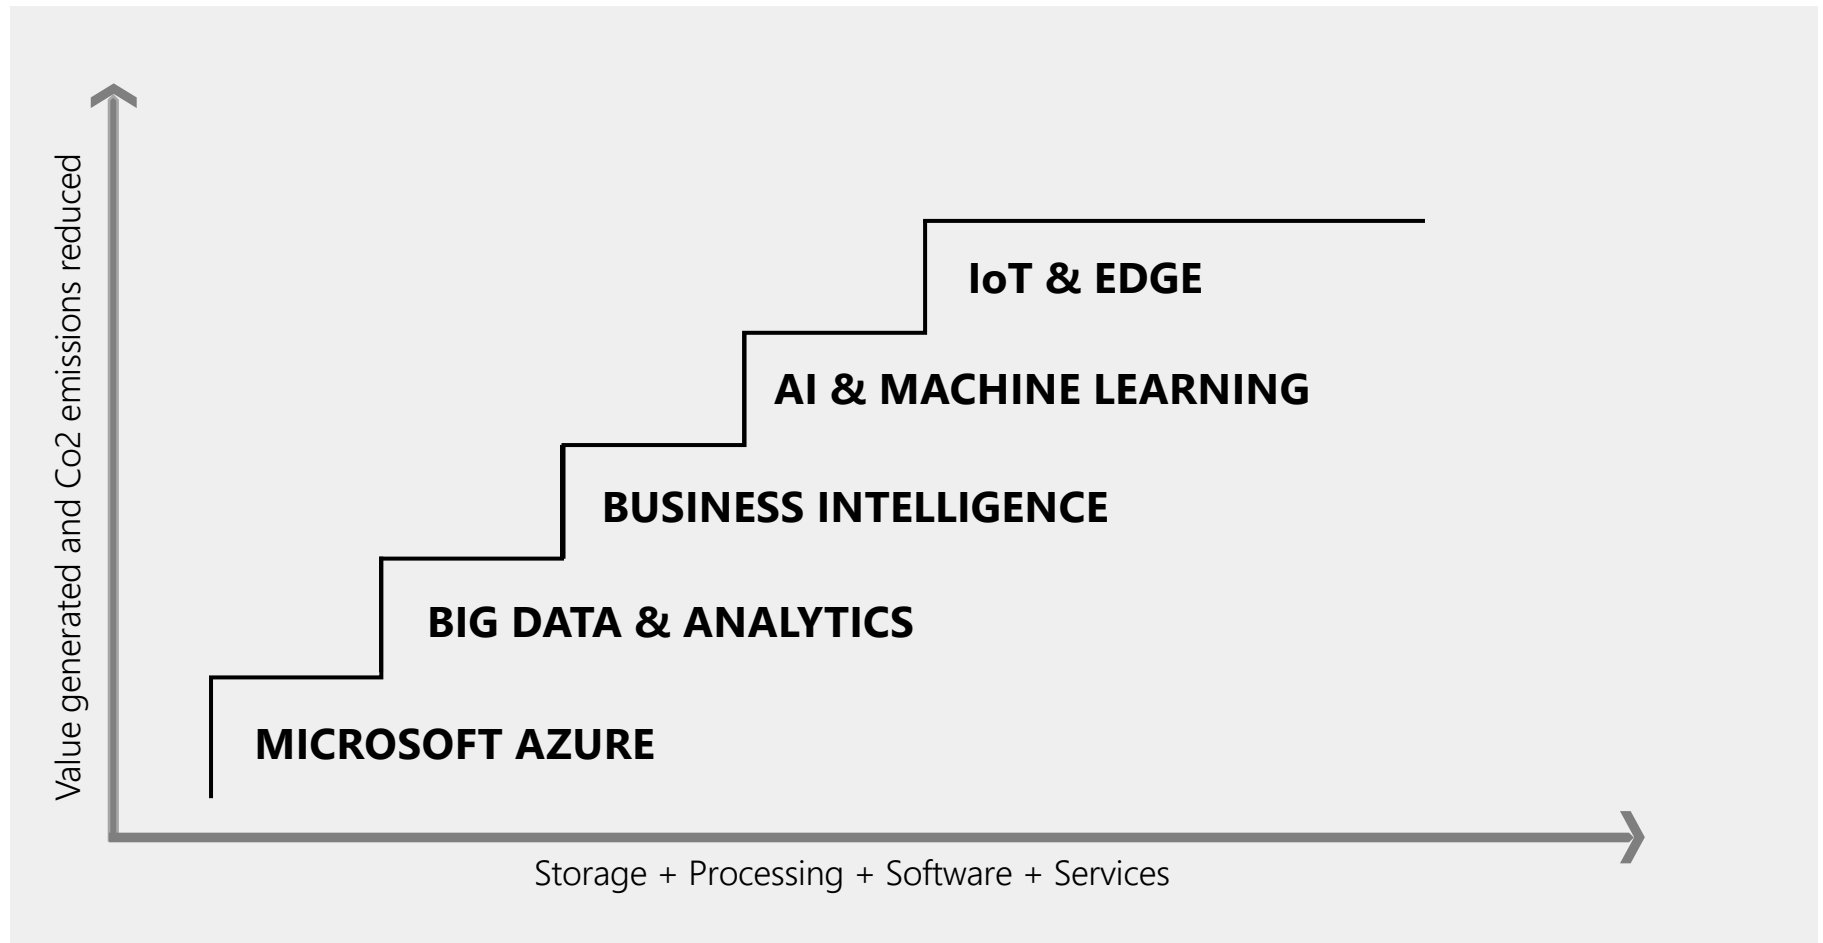 Value generated and Co2 emissions reduced
IoT & EDGE
AI & MACHINE LEARNING
BUSINESS INTELLIGENCE
BIG DATA & ANALYTICS
MICROSOFT AZURE
Storage + Processing + Software + Services